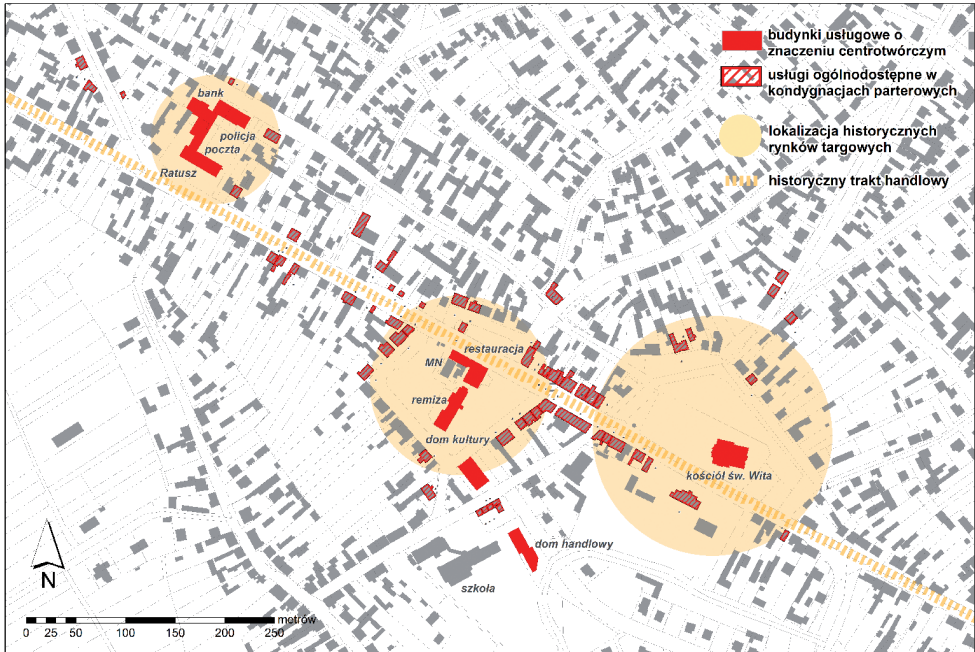 budynki usługowe o
znaczeniu centrotwórczym
usługi ogólnodostępne w
kondygnacjach parterowych
lokalizacja historycznych
rynków targowych
historyczny trakt handlowy
bank
policja
poczta
Ratusz
restauracja
MN
remiza
dom kultury
kościół św. Wita
dom handlowy
szkoła
N
metrów
0 25 50 100 150 200 250